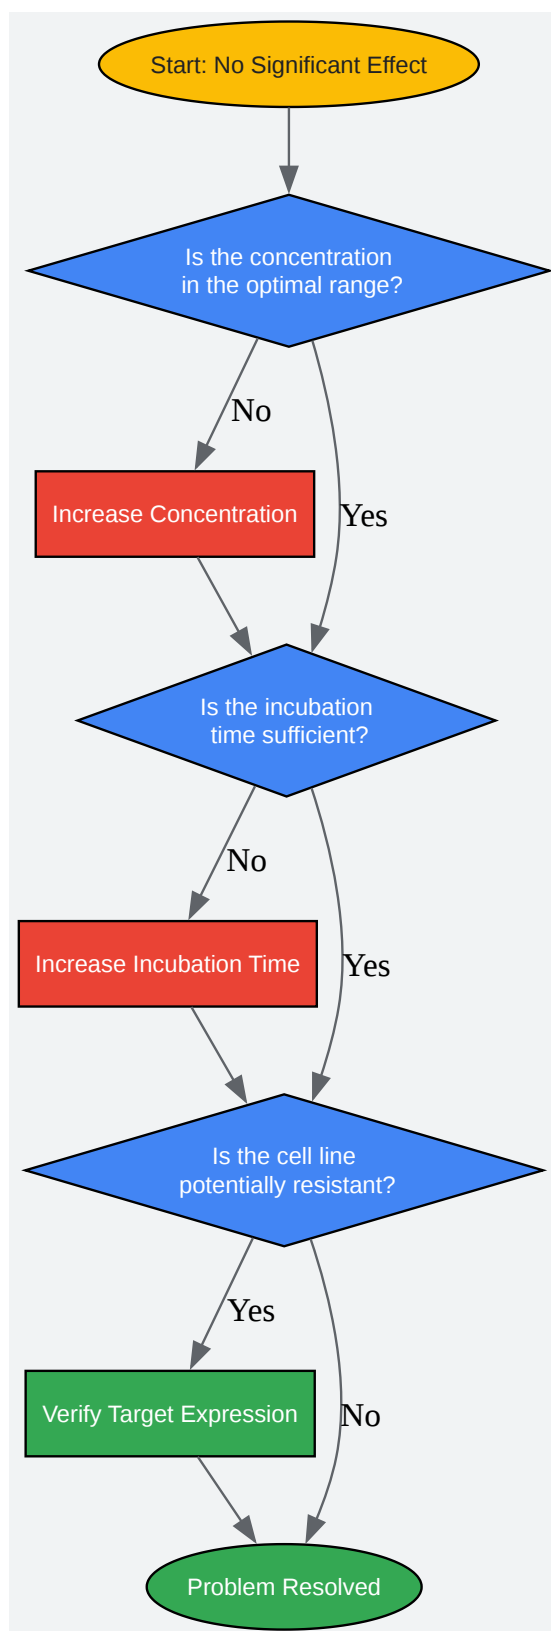 Start: No Significant Effect
Is the concentration
in the optimal range?
No
Increase Concentration
Yes
Is the incubation
time sufficient?
No
Increase Incubation Time
Yes
Is the cell line
potentially resistant?
Yes
Verify Target Expression
No
Problem Resolved